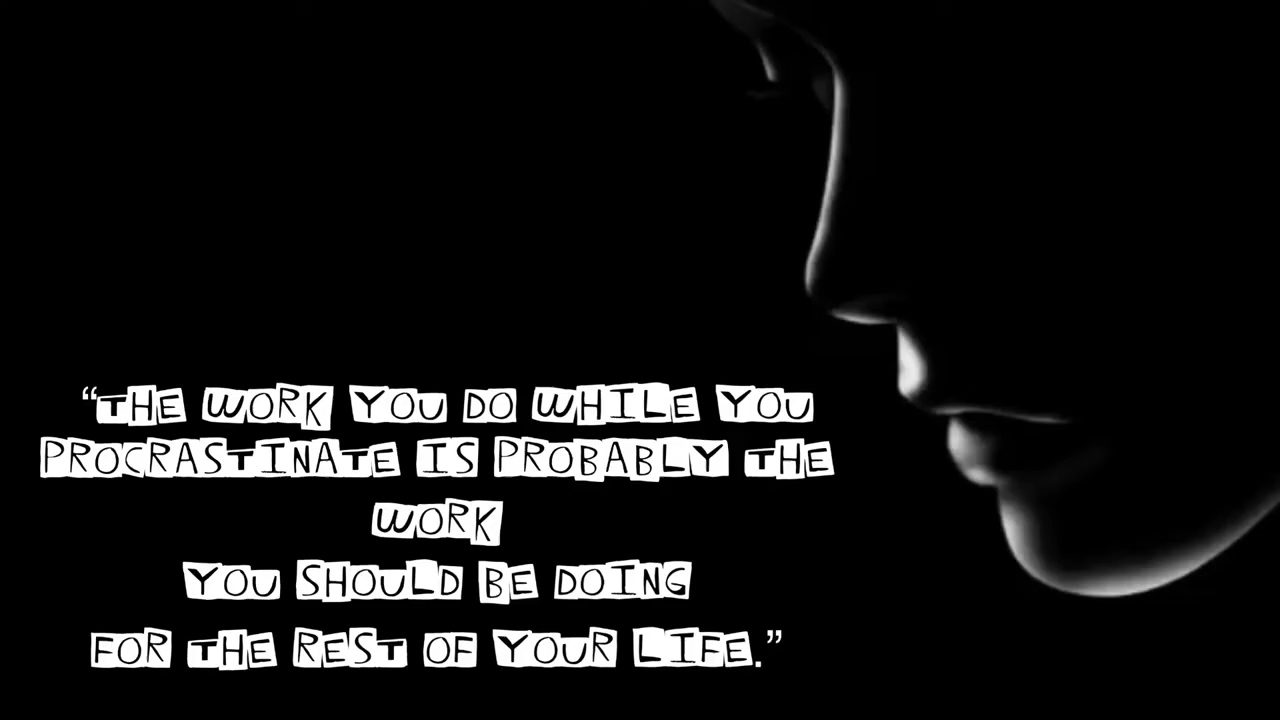 “THE WORK YOU DO WHILE YOU
PROCRASTINATE IS PROBABLY THE
WORK
YOU SHOULD BE DOING
FOR THE REST OF YOUR LIFE.”